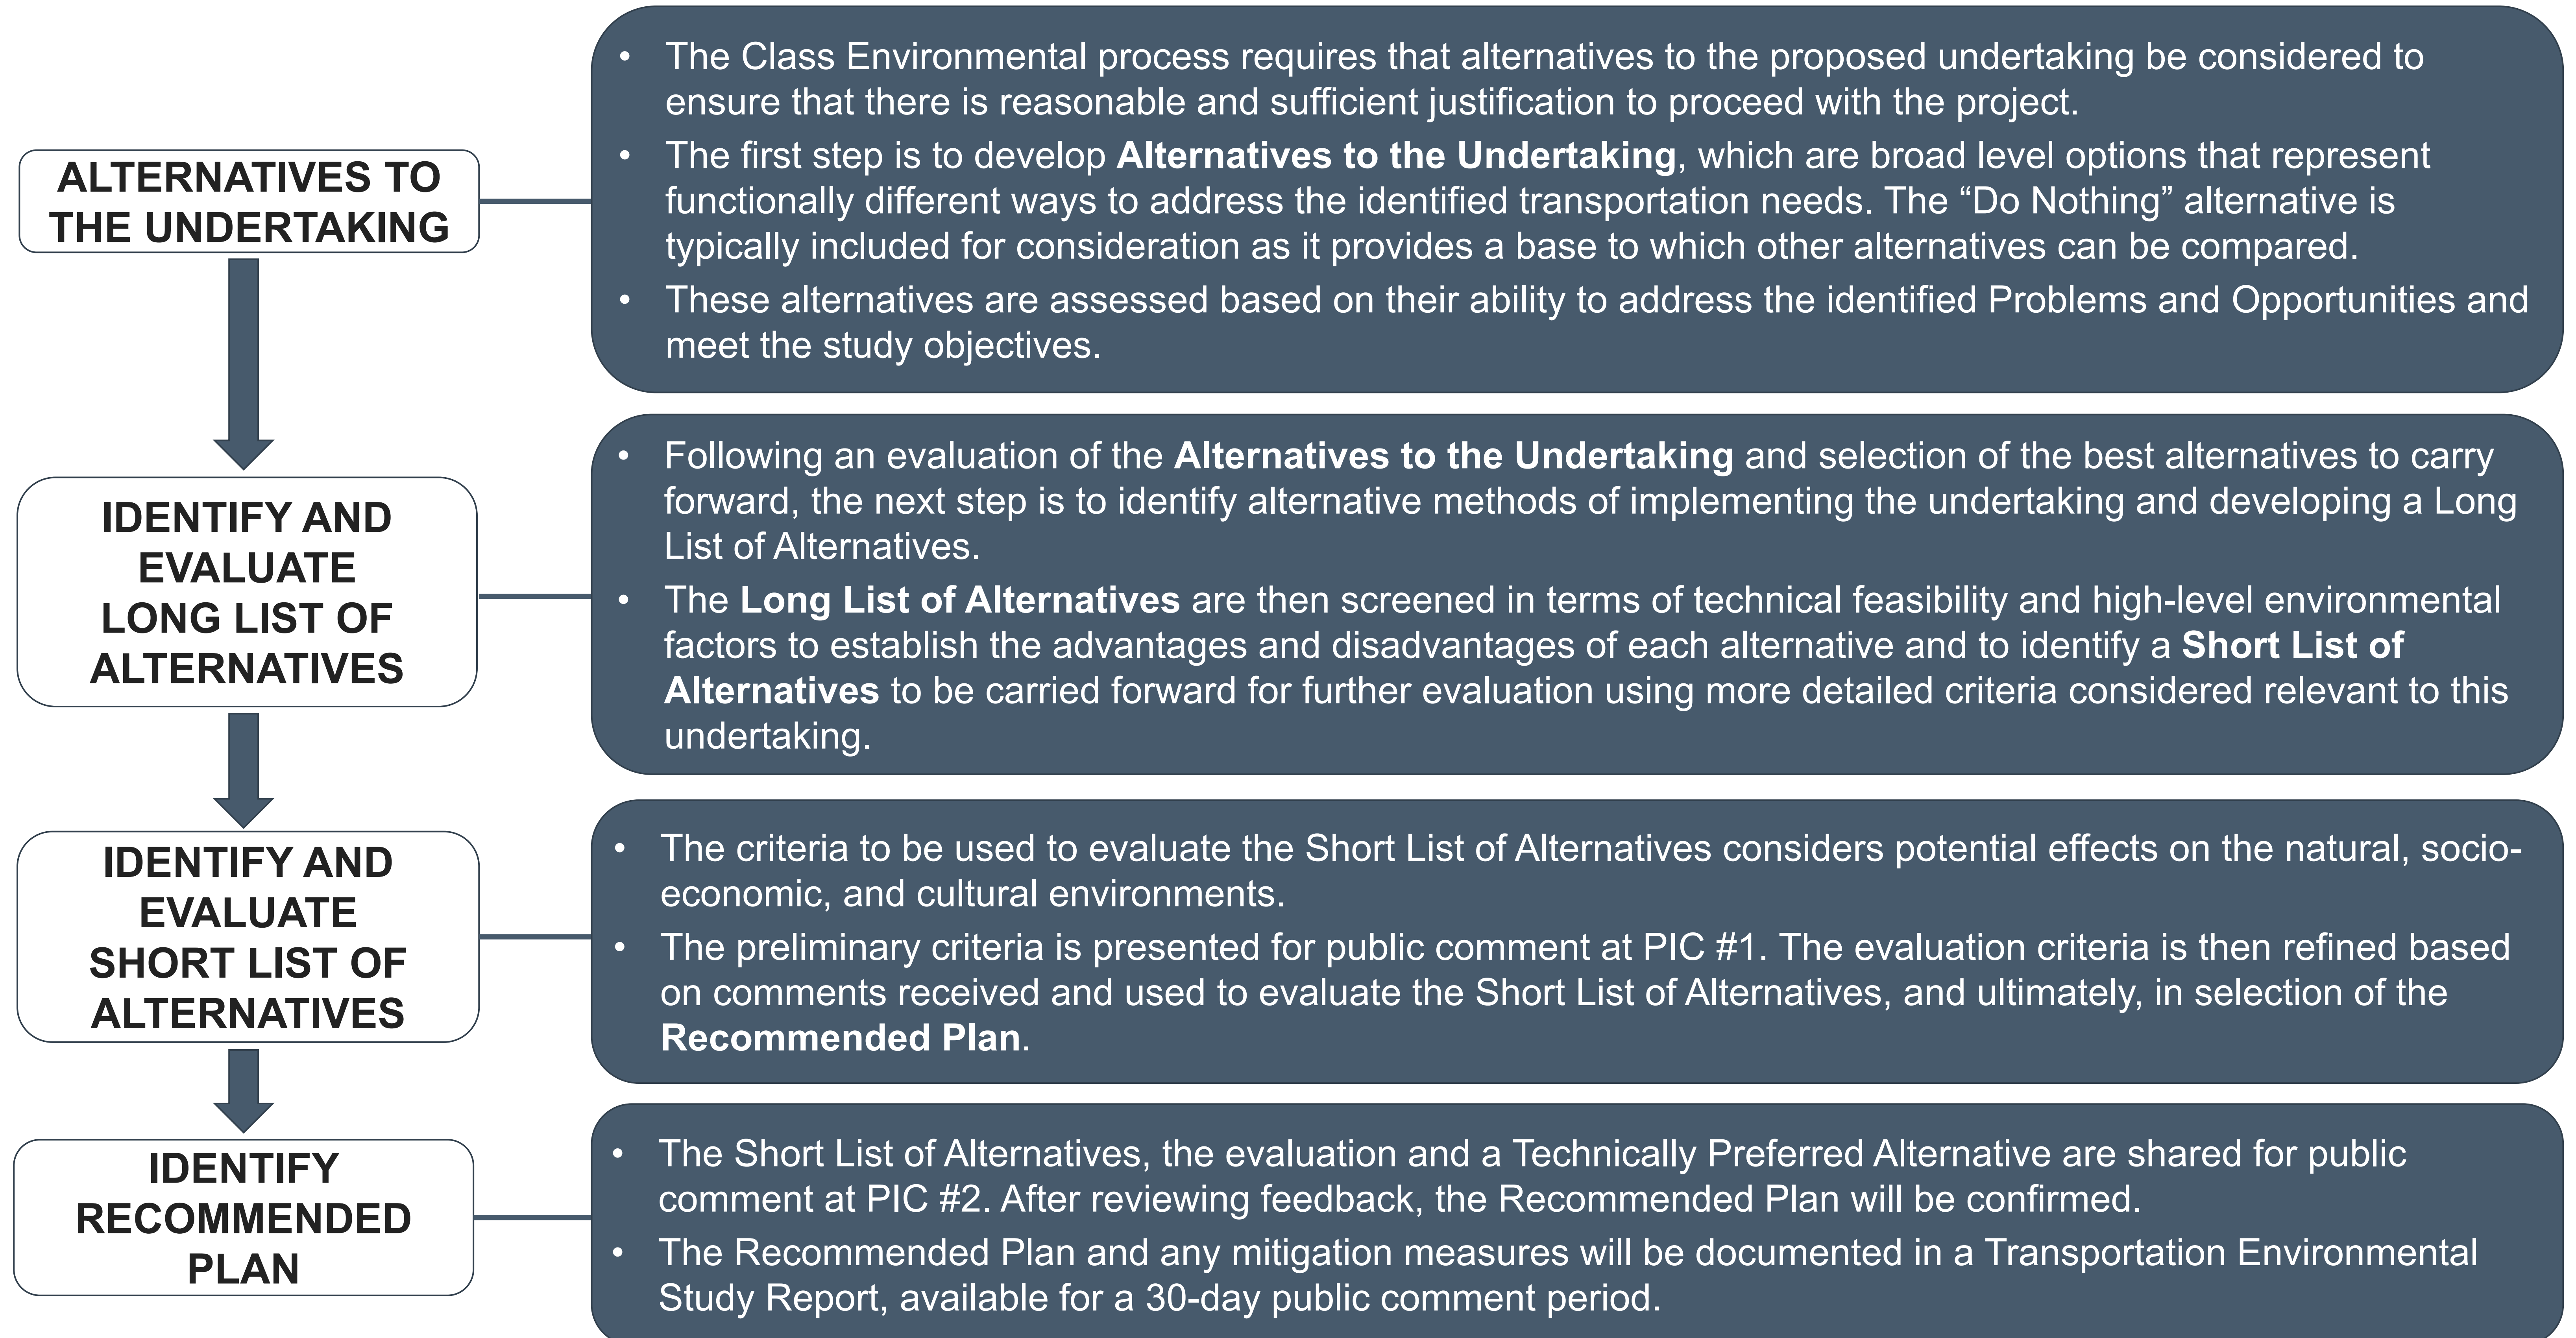 ALTERNATIVES TO
THE UNDERTAKING
• The Class Environmental process requires that alternatives to the proposed undertaking be considered to
ensure that there is reasonable and sufficient justification to proceed with the project.
• The first step is to develop Alternatives to the Undertaking, which are broad level options that represent
functionally different ways to address the identified transportation needs. The “Do Nothing” alternative is
typically included for consideration as it provides a base to which other alternatives can be compared.
• These alternatives are assessed based on their ability to address the identified Problems and Opportunities and
meet the study objectives.
IDENTIFY AND
EVALUATE
LONG LIST OF
ALTERNATIVES
• Following an evaluation of the Alternatives to the Undertaking and selection of the best alternatives to carry
forward, the next step is to identify alternative methods of implementing the undertaking and developing a Long
List of Alternatives.
• The Long List of Alternatives are then screened in terms of technical feasibility and high-level environmental
factors to establish the advantages and disadvantages of each alternative and to identify a Short List of
Alternatives to be carried forward for further evaluation using more detailed criteria considered relevant to this
undertaking.
IDENTIFY AND
EVALUATE
SHORT LIST OF
ALTERNATIVES
• The criteria to be used to evaluate the Short List of Alternatives considers potential effects on the natural, socio-
economic, and cultural environments.
• The preliminary criteria is presented for public comment at PIC #1. The evaluation criteria is then refined based
on comments received and used to evaluate the Short List of Alternatives, and ultimately, in selection of the
Recommended Plan.
IDENTIFY
RECOMMENDED
PLAN
• The Short List of Alternatives, the evaluation and a Technically Preferred Alternative are shared for public
comment at PIC #2. After reviewing feedback, the Recommended Plan will be confirmed.
• The Recommended Plan and any mitigation measures will be documented in a Transportation Environmental
Study Report, available for a 30-day public comment period.